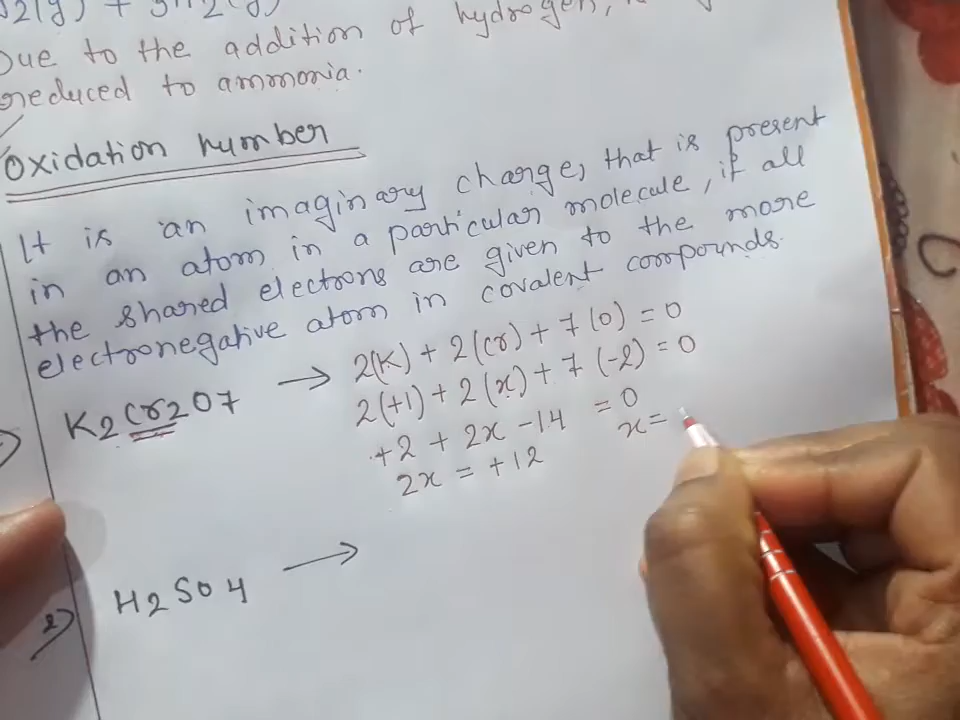 Due to the addition of hydrogen,
reduced to ammonia.
Oxidation number
It is an imaginary charge, that is present
in an atom in a particular molecule, if all
the shared electrons are given to the more
electronegative atom in covalent compounds.
K2Cr2O7 → 2(K) + 2(Cr) + 7(O) = 0
2(+1) + 2(x) + 7(-2) = 0
+2 + 2x - 14 = 0
2x = +12 x=
2) H2SO4 →